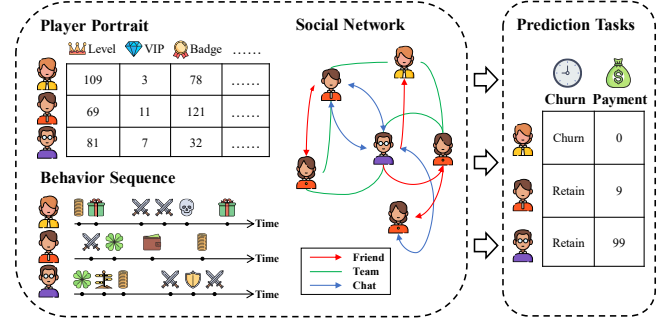 Player Portrait
Level VIP Badge ......
109 3 78 ......
69 11 121 ......
81 7 32 ......
Behavior Sequence
Time
Time
Time
Social Network
Friend
Team
Chat
Prediction Tasks
$
Churn Payment
Churn 0
Retain 9
Retain 99